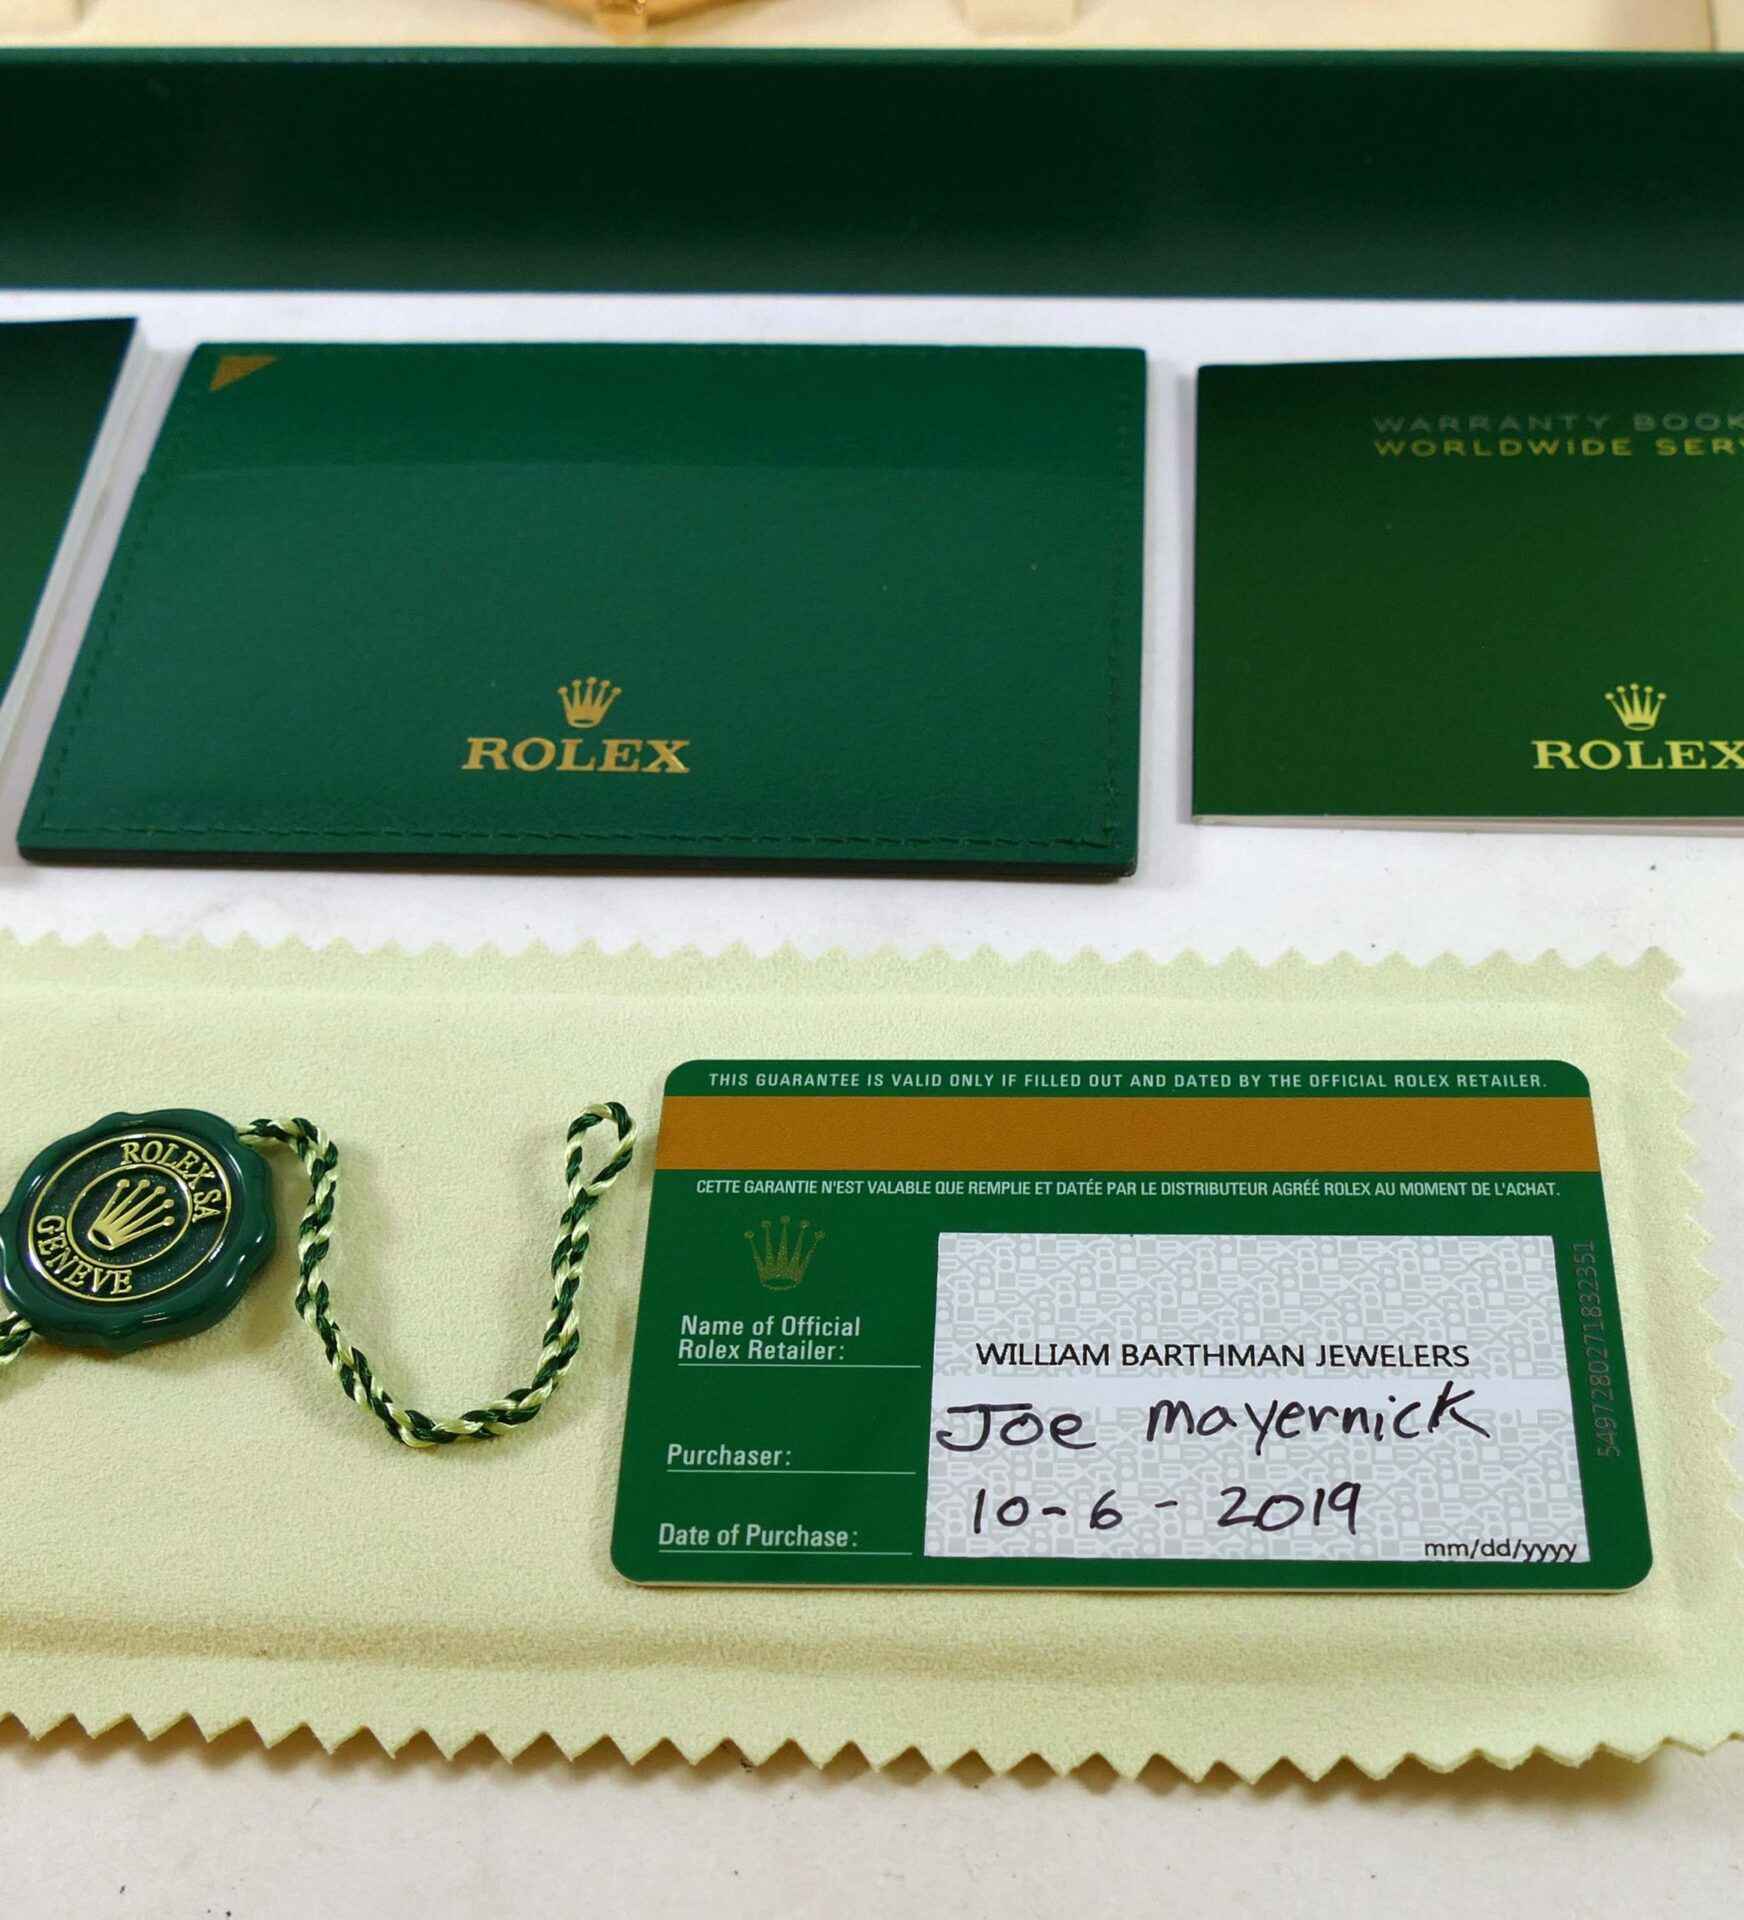 WARRANTY BOOK
WORLDWIDE SERV
ROLEX
ROLEX
THIS GUARANTEE IS VALID ONLY IF FILLED OUT AND DATED BY THE OFFICIAL ROLEX RETAILER.
CETTE GARANTIE N'EST VALABLE QUE REMPLIE ET DATÉE PAR LE DISTRIBUTEUR AGRÉÉ ROLEX AU MOMENT DE L'ACHAT.
ROLEX SA
GENEVE
Name of Official
Rolex Retailer:
WILLIAM BARTHMAN JEWELERS
Purchaser:
Joe mayernick
Date of Purchase:
10-6-2019
mm/dd/yyyy
5497280271832351